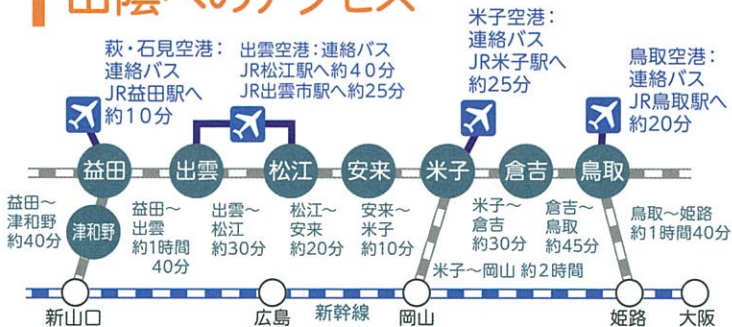 山陰へのアクセス
萩・石見空港：
連絡バス
JR益田駅へ
約10分
出雲空港：連絡バス
JR松江駅へ約40分
JR出雲市駅へ約25分
米子空港：
連絡バス
JR米子駅へ
約25分
鳥取空港：
連絡バス
JR鳥取駅へ
約20分
益田
出雲
松江
安来
米子
倉吉
鳥取
益田～
津和野
約40分
津和野
益田～
出雲
約1時間
40分
出雲～
松江
約30分
松江～
安来
約20分
安来～
米子
約10分
米子～
倉吉
約30分
倉吉～
鳥取
約45分
鳥取～姫路
約1時間40分
米子～岡山 約2時間
新山口
広島
新幹線
岡山
姫路
大阪